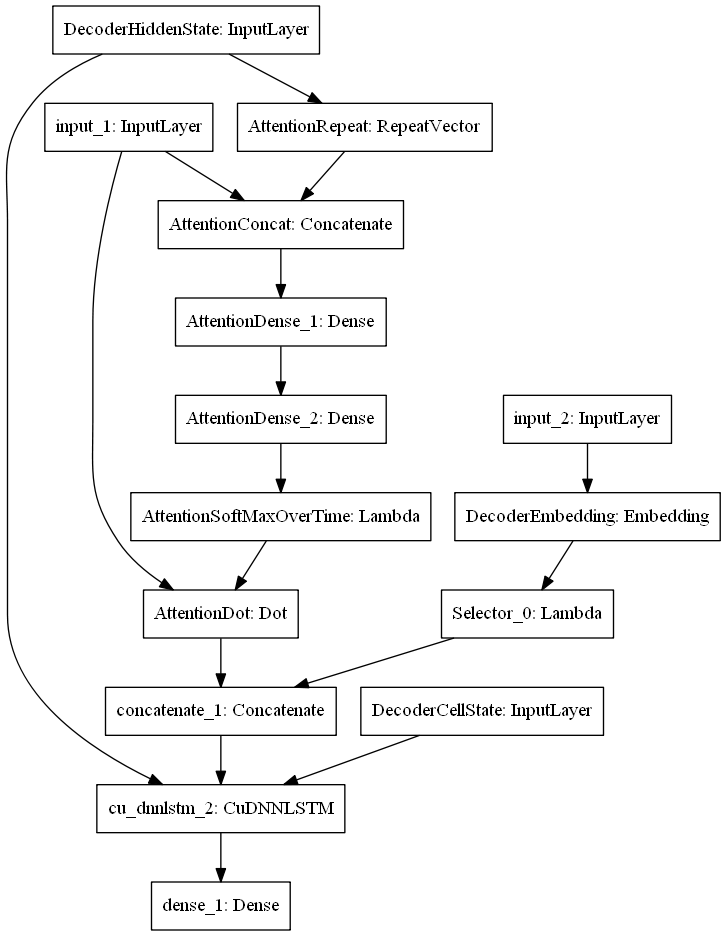 DecoderHiddenState: InputLayer
input_1: InputLayer
AttentionRepeat: RepeatVector
AttentionConcat: Concatenate
AttentionDense_1: Dense
AttentionDense_2: Dense
input_2: InputLayer
AttentionSoftMaxOverTime: Lambda
DecoderEmbedding: Embedding
AttentionDot: Dot
Selector_0: Lambda
concatenate_1: Concatenate
DecoderCellState: InputLayer
cu_dnnlstm_2: CuDNNLSTM
dense_1: Dense